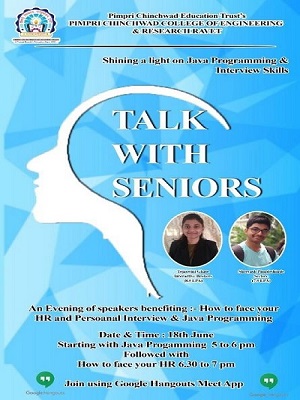 Pimpri Chinchwad Education Trust's
PIMPRI CHINCHWAD COLLEGE OF ENGINEERING
& RESEARCH RAVET
Shining a light on Java Programming &
Interview Skills
TALK
WITH
SENIORS
An Evening of speakers benefiting :- How to face your
HR and Persoanal Interview & Java Programming
Date & Time : 18th June
Starting with Java Progamming 5 to 6 pm
Followed with
How to face your HR 6:30 to 7 pm
Join using Google Hangouts Meet App